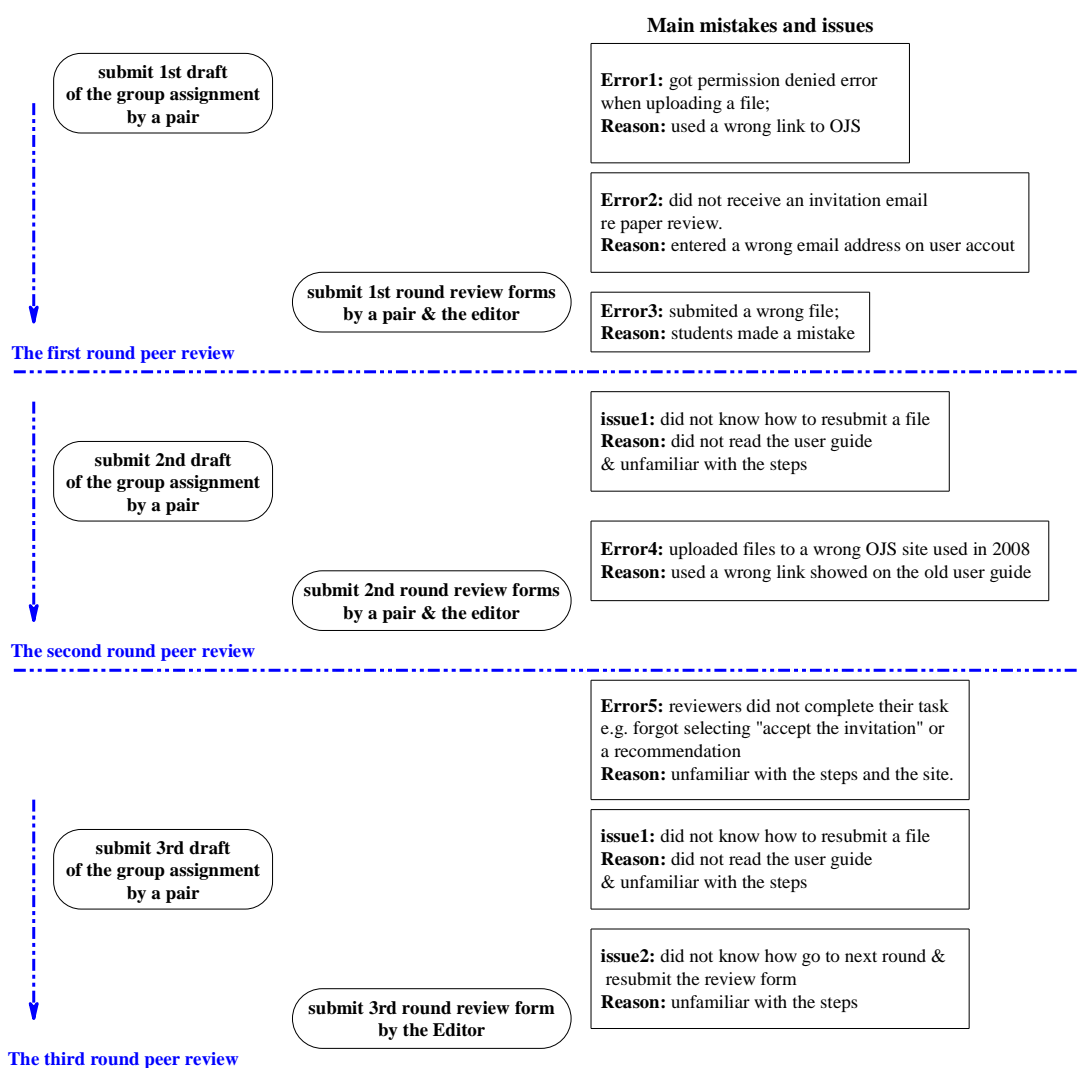 Main mistakes and issues
submit 1st draft
of the group assignment
by a pair
Error1: got permission denied error
when uploading a file;
Reason: used a wrong link to OJS
Error2: did not receive an invitation email
re paper review.
Reason: entered a wrong email address on user accout
submit 1st round review forms
by a pair & the editor
Error3: submited a wrong file;
Reason: students made a mistake
The first round peer review
issue1: did not know how to resubmit a file
Reason: did not read the user guide
& unfamiliar with the steps
submit 2nd draft
of the group assignment
by a pair
Error4: uploaded files to a wrong OJS site used in 2008
Reason: used a wrong link showed on the old user guide
submit 2nd round review forms
by a pair & the editor
The second round peer review
Error5: reviewers did not complete their task
e.g. forgot selecting "accept the invitation" or
a recommendation
Reason: unfamiliar with the steps and the site.
submit 3rd draft
of the group assignment
by a pair
issue1: did not know how to resubmit a file
Reason: did not read the user guide
& unfamiliar with the steps
issue2: did not know how go to next round &
resubmit the review form
Reason: unfamiliar with the steps
submit 3rd round review form
by the Editor
The third round peer review